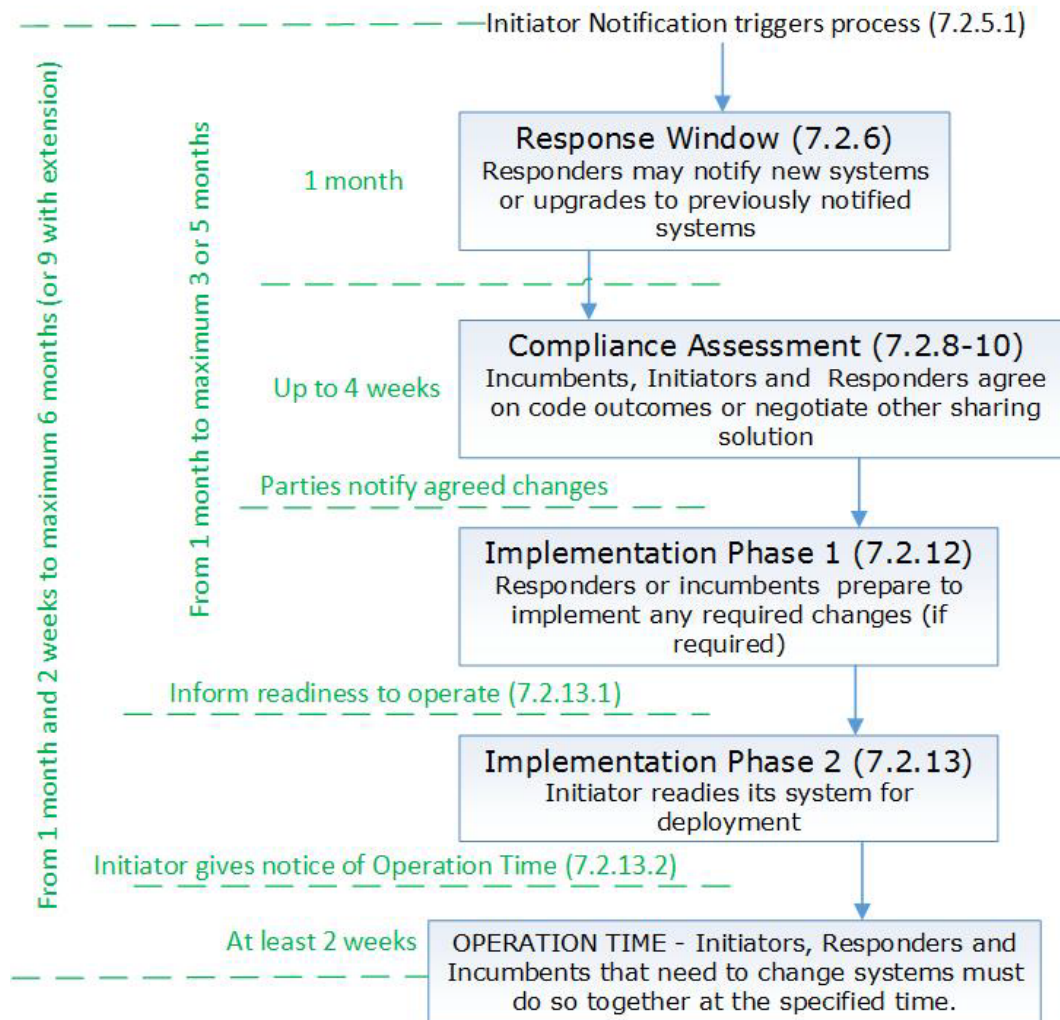 Initiator Notification triggers process (7.2.5.1)
From 1 month and 2 weeks to maximum 6 months (or 9 with extension)
From 1 month to maximum 3 or 5 months
1 month
Response Window (7.2.6)
Responders may notify new systems
or upgrades to previously notified
systems
Up to 4 weeks
Compliance Assessment (7.2.8-10)
Incumbents, Initiators and Responders agree
on code outcomes or negotiate other sharing
solution
Parties notify agreed changes
Implementation Phase 1 (7.2.12)
Responders or incumbents prepare to
implement any required changes (if
required)
Inform readiness to operate (7.2.13.1)
Implementation Phase 2 (7.2.13)
Initiator readies its system for
deployment
Initiator gives notice of Operation Time (7.2.13.2)
At least 2 weeks
OPERATION TIME - Initiators, Responders and
Incumbents that need to change systems must
do so together at the specified time.